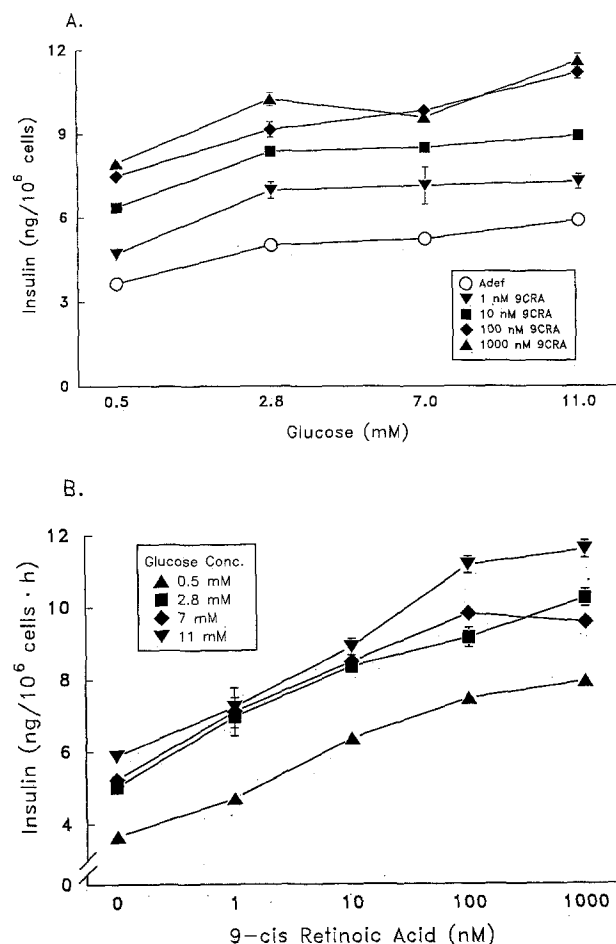 A.
12
9
6
3
0
Insulin (ng/10⁶ cells)
Adef
1 nM 9CRA
10 nM 9CRA
100 nM 9CRA
1000 nM 9CRA
0.5 2.8 7.0 11.0
Glucose (mM)
B.
12
10
8
6
4
0
Insulin (ng/10⁶ cells · h)
Glucose Conc.
0.5 mM
2.8 mM
7 mM
11 mM
0 1 10 100 1000
9-cis Retinoic Acid (nM)